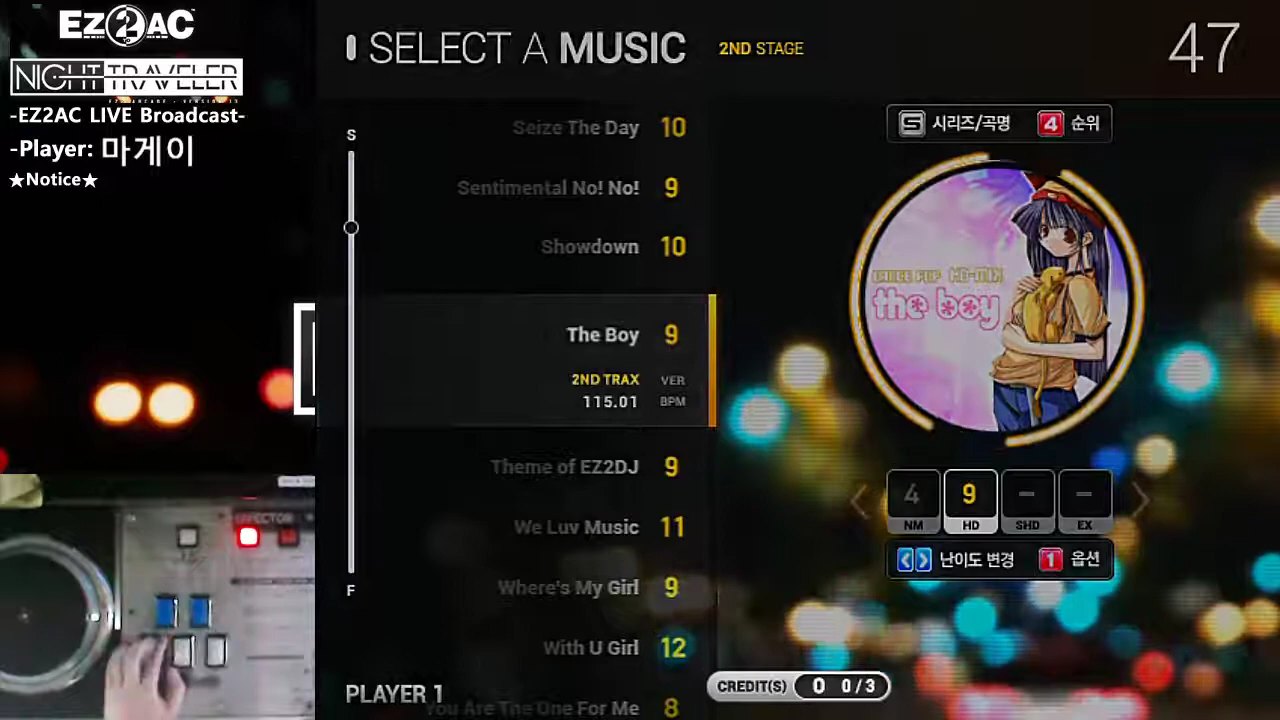 EZ2AC
NIGHT TRAVELER
-EZ2AC LIVE Broadcast-
-Player: 마게이
★Notice★
SELECT A MUSIC
2ND STAGE
47
S
F
Seize The Day 10
Sentimental No! No! 9
Showdown 10
The Boy 9
2ND TRAX VER
115.01 BPM
Theme of EZ2DJ 9
We Luv Music 11
Where's My Girl 9
With U Girl 12
You Are The One For Me 8
PLAYER 1
CREDIT(S) 0 0/3
S 시리즈/곡명 4 순위
the boy
4 9 - -
NM HD SHD EX
난이도 변경 1 옵션
EFFECTOR